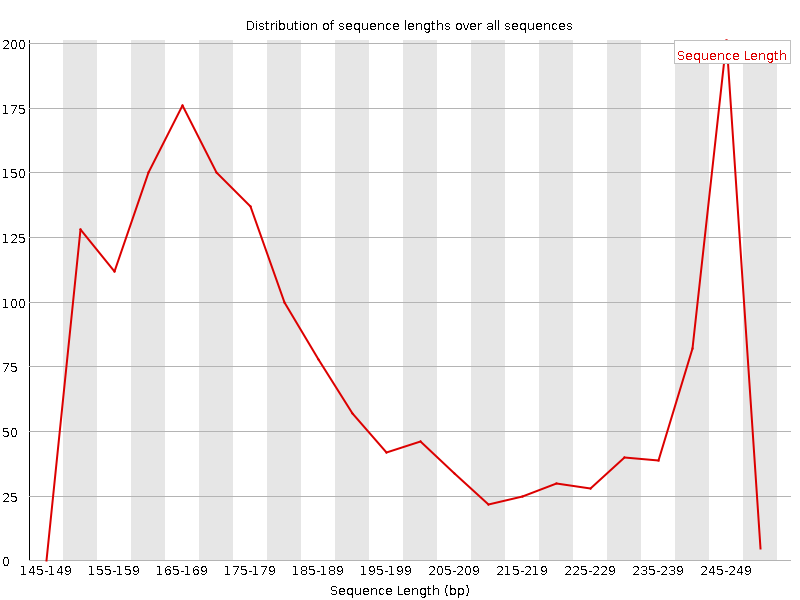 Distribution of sequence lengths over all sequences
Sequence Length
200
175
150
125
100
75
50
25
0
145-149 155-159 165-169 175-179 185-189 195-199 205-209 215-219 225-229 235-239 245-249
Sequence Length (bp)